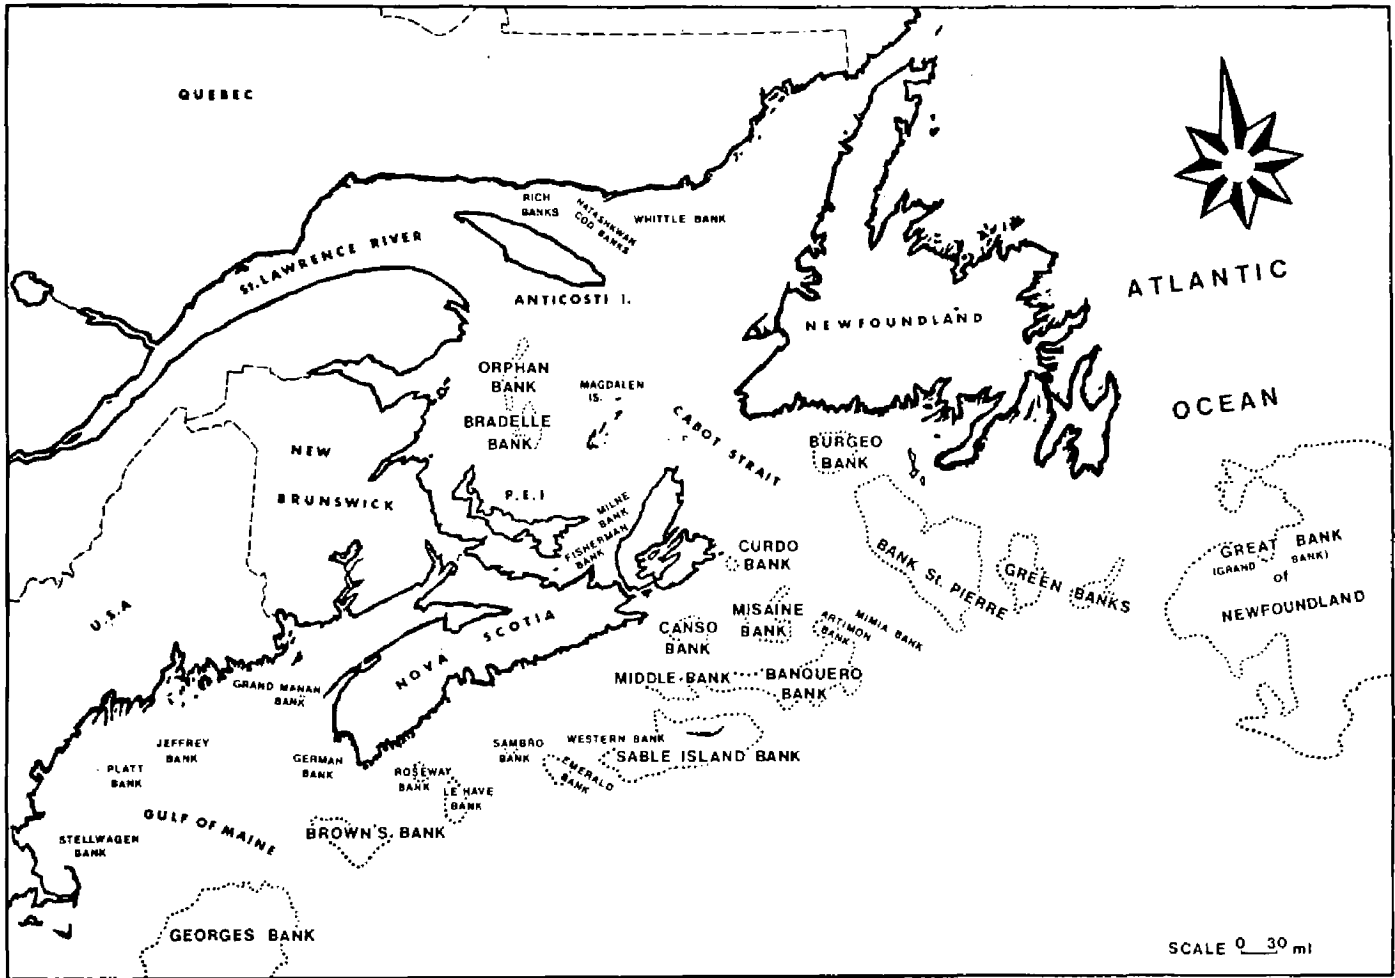 QUEBEC
RICH
BANKS
NATASHKWAN
COD BANKS
WHITTLE BANK
St. LAWRENCE RIVER
ANTICOSTI I.
ATLANTIC
OCEAN
NEWFOUNDLAND
ORPHAN
BANK
MAGDALEN
IS.
BRADELLE
BANK
CABOT STRAIT
BURGEO
BANK
NEW
BRUNSWICK
P.E.I
MILNE
BANK
FISHERMAN
BANK
CURDO
BANK
BANK St. PIERRE
GREEN BANKS
GREAT BANK
(GRAND BANK)
of
NEWFOUNDLAND
U.S.A
NOVA SCOTIA
CANSO
BANK
MISAINE
BANK
ARTIMON
BANK
MIMIA BANK
MIDDLE BANK
BANQUERO
BANK
GRAND MANAN
BANK
JEFFREY
BANK
PLATT
BANK
GERMAN
BANK
ROSEWAY
BANK
LE HAVE
BANK
SAMBRO
BANK
WESTERN BANK
EMERALD
BANK
SABLE ISLAND BANK
GULF OF MAINE
BROWN'S BANK
STELLWAGEN
BANK
GEORGES BANK
SCALE 0 30 mi